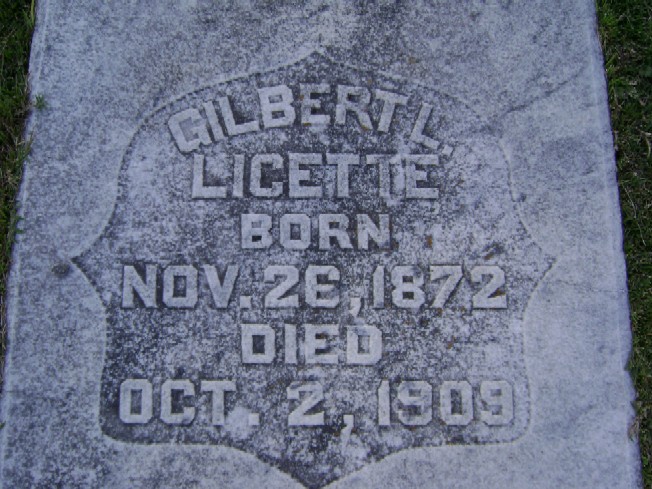 GILBERT L.
LICETTE
BORN
NOV. 26, 1872
DIED
OCT. 2, 1909